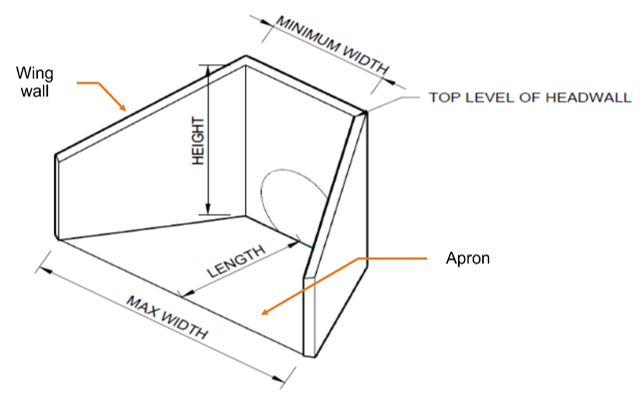 MINIMUM WIDTH
Wing
wall
TOP LEVEL OF HEADWALL
HEIGHT
LENGTH
Apron
MAX WIDTH